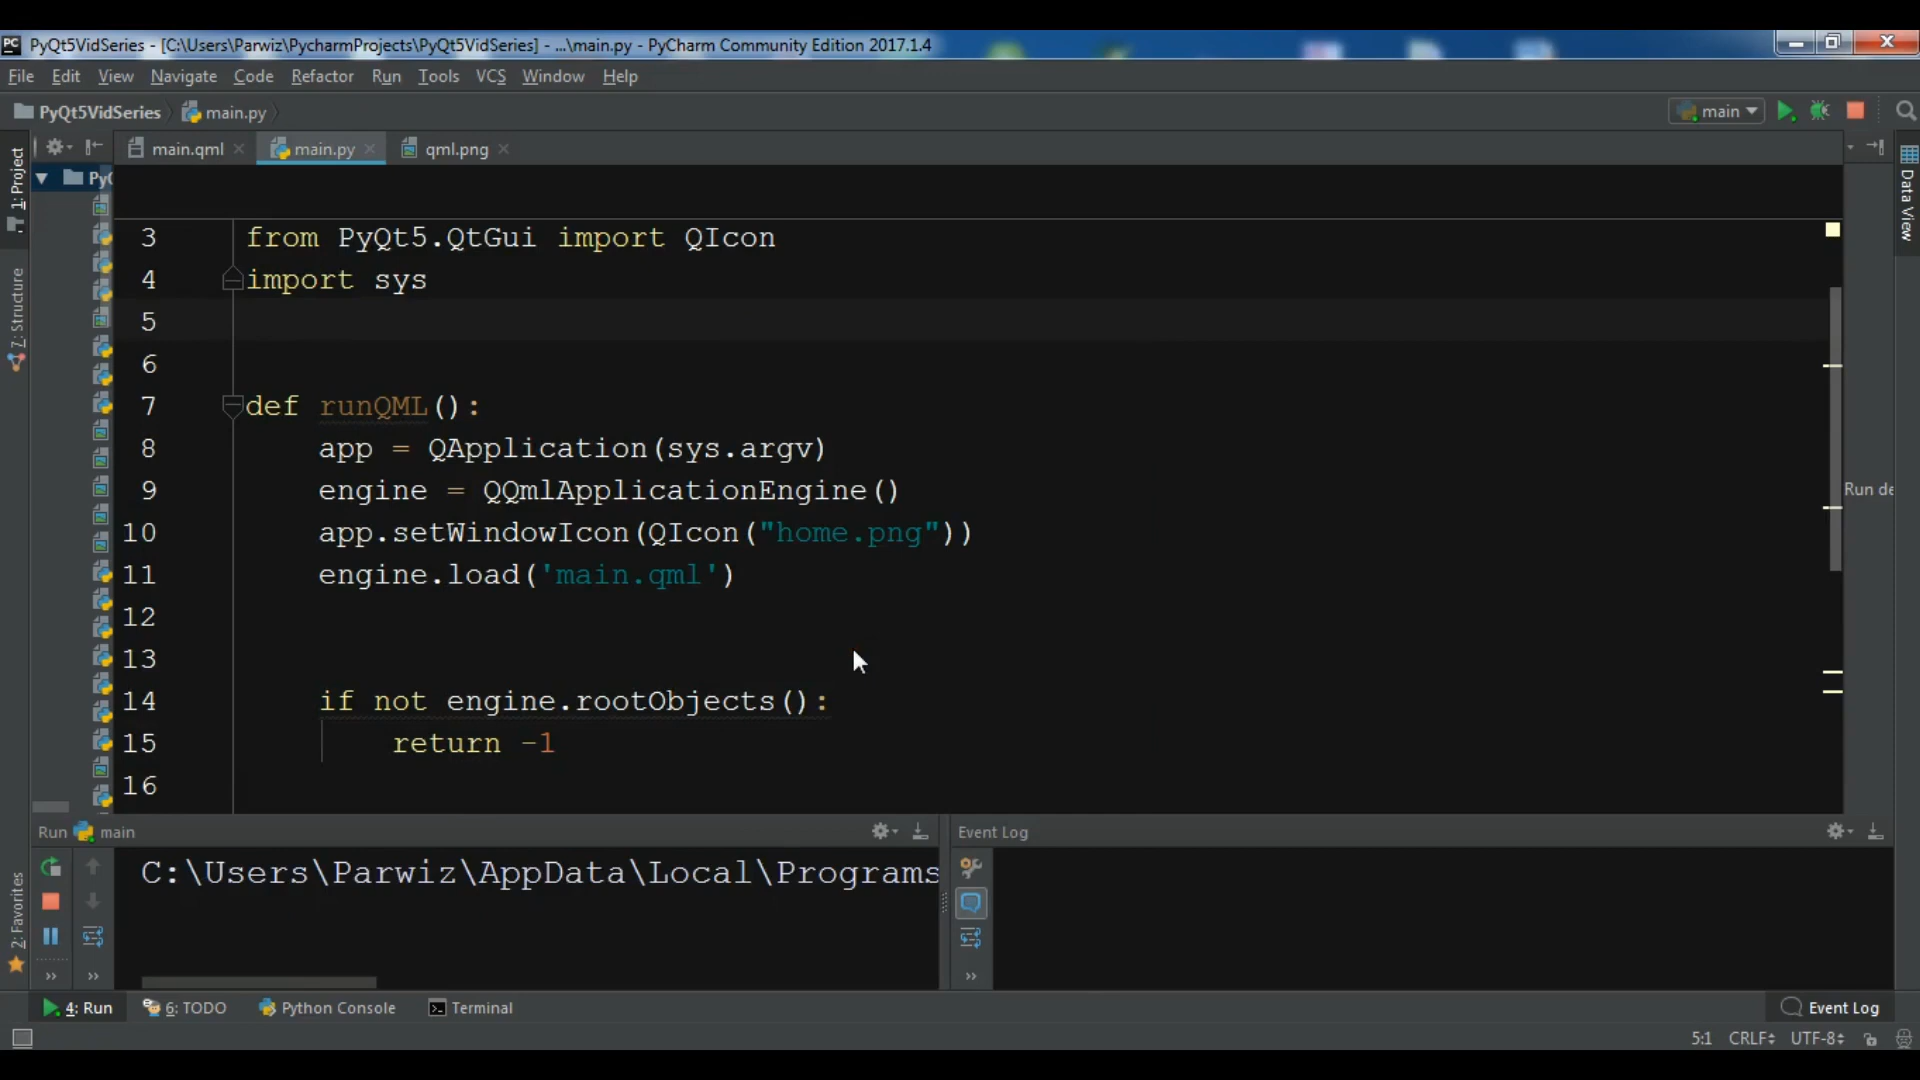 PyQt5VidSeries - [C:\Users\Parwiz\PycharmProjects\PyQt5VidSeries] - ...\main.py - PyCharm Community Edition 2017.1.4
File Edit View Navigate Code Refactor Run Tools VCS Window Help
PyQt5VidSeries main.py main
main.qml main.py qml.png
1: Project
7: Structure
2: Favorites
Data View
3 from PyQt5.QtGui import QIcon
4 import sys
5
6
7 def runQML():
8 app = QApplication(sys.argv)
9 engine = QQmlApplicationEngine()
10 app.setWindowIcon(QIcon("home.png"))
11 engine.load('main.qml')
12
13
14 if not engine.rootObjects():
15 return -1
16
Run main
Event Log
C:\Users\Parwiz\AppData\Local\Programs
4: Run 6: TODO Python Console Terminal Event Log
5:1 CRLF UTF-8